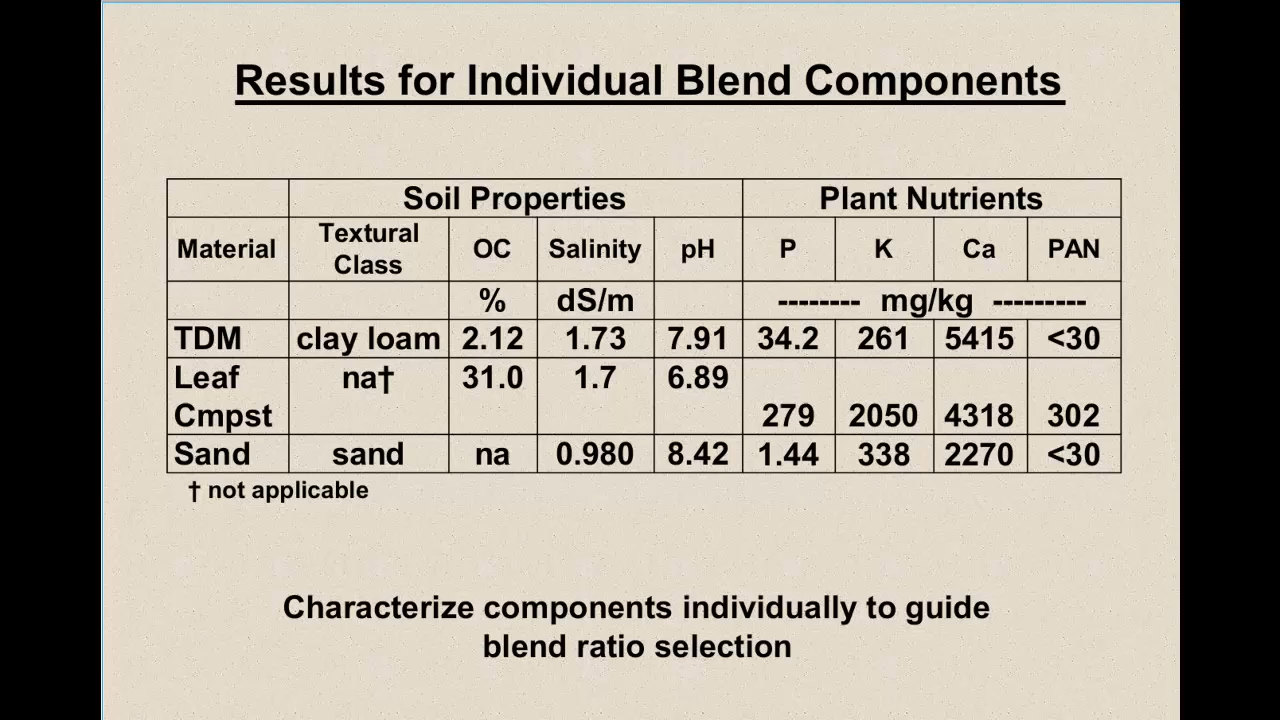 Results for Individual Blend Components
Soil Properties Plant Nutrients
Material Textural Class OC Salinity pH P K Ca PAN
% dS/m -------- mg/kg ---------
TDM clay loam 2.12 1.73 7.91 34.2 261 5415 <30
Leaf na† 31.0 1.7 6.89
Cmpst 279 2050 4318 302
Sand sand na 0.980 8.42 1.44 338 2270 <30
† not applicable
Characterize components individually to guide
blend ratio selection